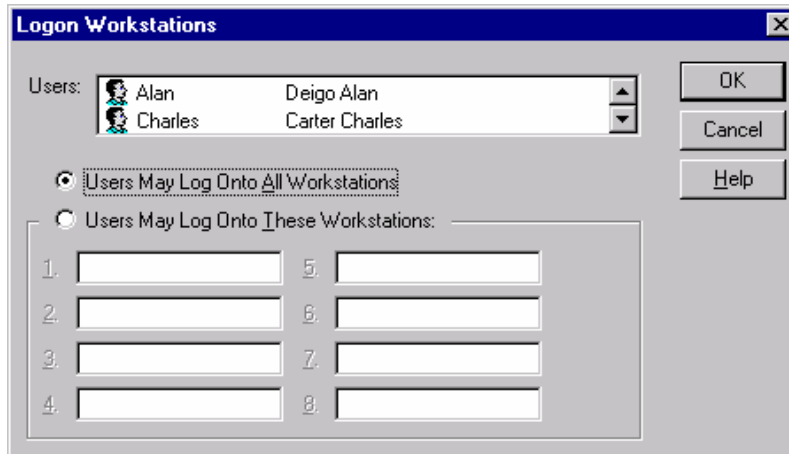 Logon Workstations
Users:
Alan Deigo Alan
Charles Carter Charles
OK
Cancel
Help
Users May Log Onto All Workstations
Users May Log Onto These Workstations:
1. 5.
2. 6.
3. 7.
4. 8.